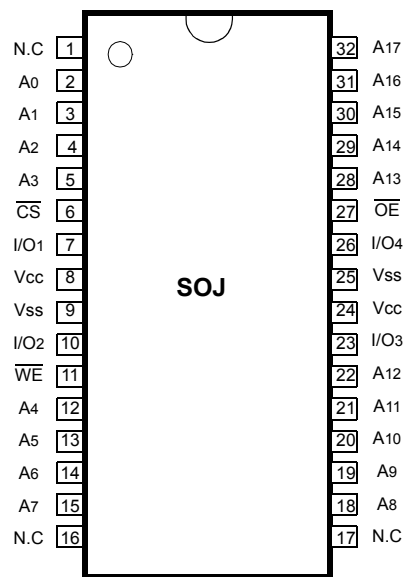 N.C 1 32 A17
A0 2 31 A16
A1 3 30 A15
A2 4 29 A14
A3 5 28 A13
C̅S̅ 6 27 O̅E̅
I/O1 7 26 I/O4
Vcc 8 25 Vss
SOJ
Vss 9 24 Vcc
I/O2 10 23 I/O3
W̅E̅ 11 22 A12
A4 12 21 A11
A5 13 20 A10
A6 14 19 A9
A7 15 18 A8
N.C 16 17 N.C